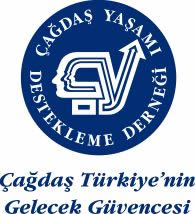 ÇAĞDAŞ YAŞAMI
DESTEKLEME DERNEĞİ
Çağdaş Türkiye'nin
Gelecek Güvencesi